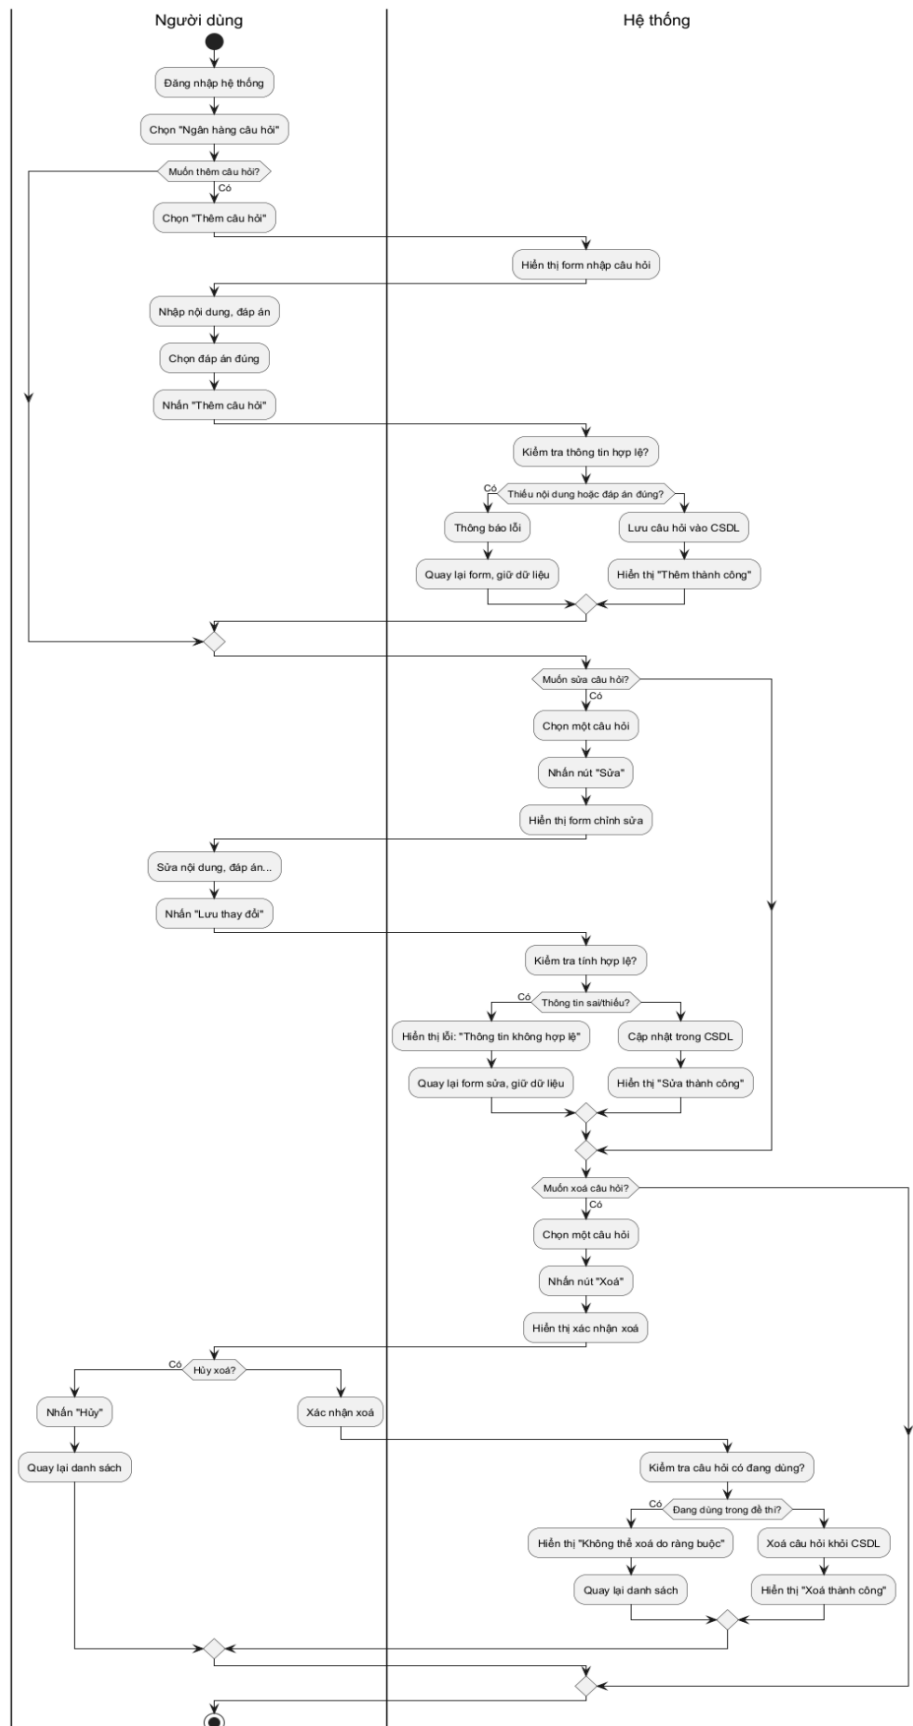 Người dùng
Hệ thống
Đăng nhập hệ thống
Chọn "Ngân hàng câu hỏi"
Muốn thêm câu hỏi?
Có
Chọn "Thêm câu hỏi"
Hiển thị form nhập câu hỏi
Nhập nội dung, đáp án
Chọn đáp án đúng
Nhấn "Thêm câu hỏi"
Kiểm tra thông tin hợp lệ?
Có
Thiếu nội dung hoặc đáp án đúng?
Thông báo lỗi
Lưu câu hỏi vào CSDL
Quay lại form, giữ dữ liệu
Hiển thị "Thêm thành công"
Muốn sửa câu hỏi?
Có
Chọn một câu hỏi
Nhấn nút "Sửa"
Hiển thị form chỉnh sửa
Sửa nội dung, đáp án...
Nhấn "Lưu thay đổi"
Kiểm tra tính hợp lệ?
Có
Thông tin sai/thiếu?
Hiển thị lỗi: "Thông tin không hợp lệ"
Cập nhật trong CSDL
Quay lại form sửa, giữ dữ liệu
Hiển thị "Sửa thành công"
Muốn xoá câu hỏi?
Có
Chọn một câu hỏi
Nhấn nút "Xoá"
Hiển thị xác nhận xoá
Có
Hủy xoá?
Nhấn "Hủy"
Xác nhận xoá
Quay lại danh sách
Kiểm tra câu hỏi có đang dùng?
Có
Đang dùng trong đề thi?
Hiển thị "Không thể xoá do ràng buộc"
Xoá câu hỏi khỏi CSDL
Quay lại danh sách
Hiển thị "Xoá thành công"